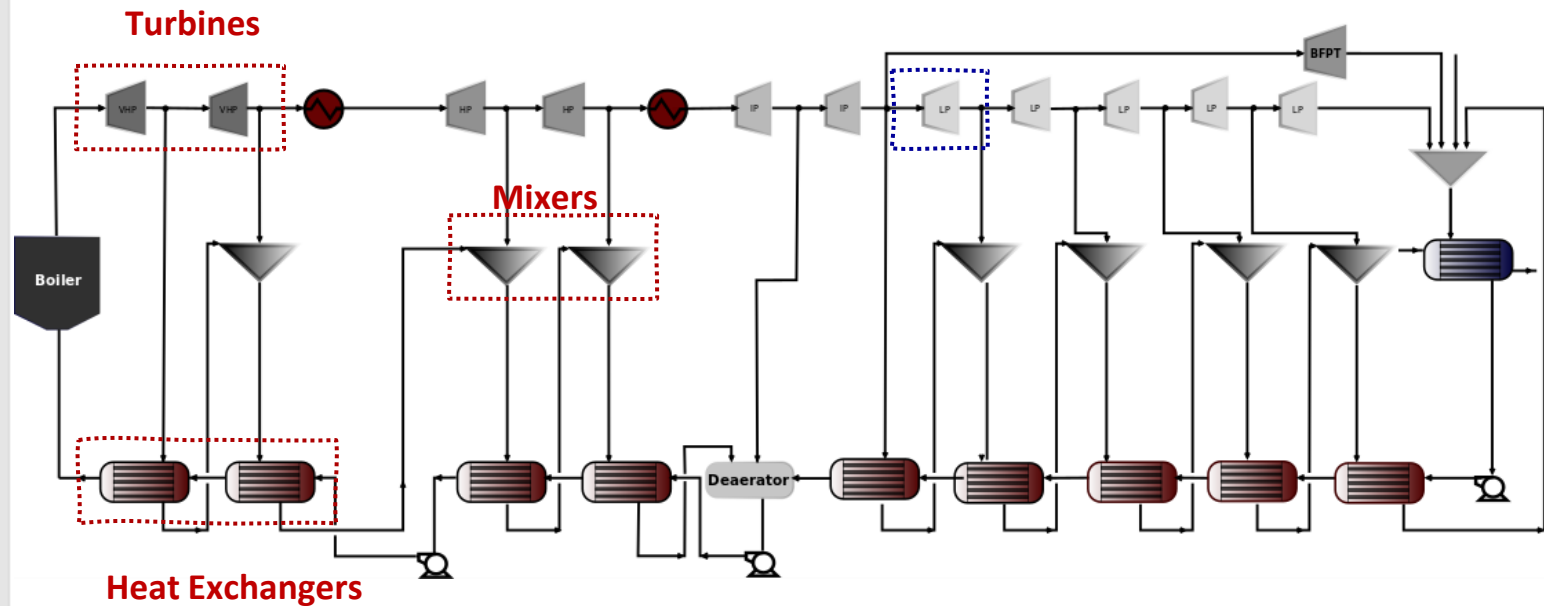 Turbines
BFPT
VHP
VHP
HP
HP
IP
IP
LP
LP
LP
LP
LP
Mixers
Boiler
Deaerator
Heat Exchangers